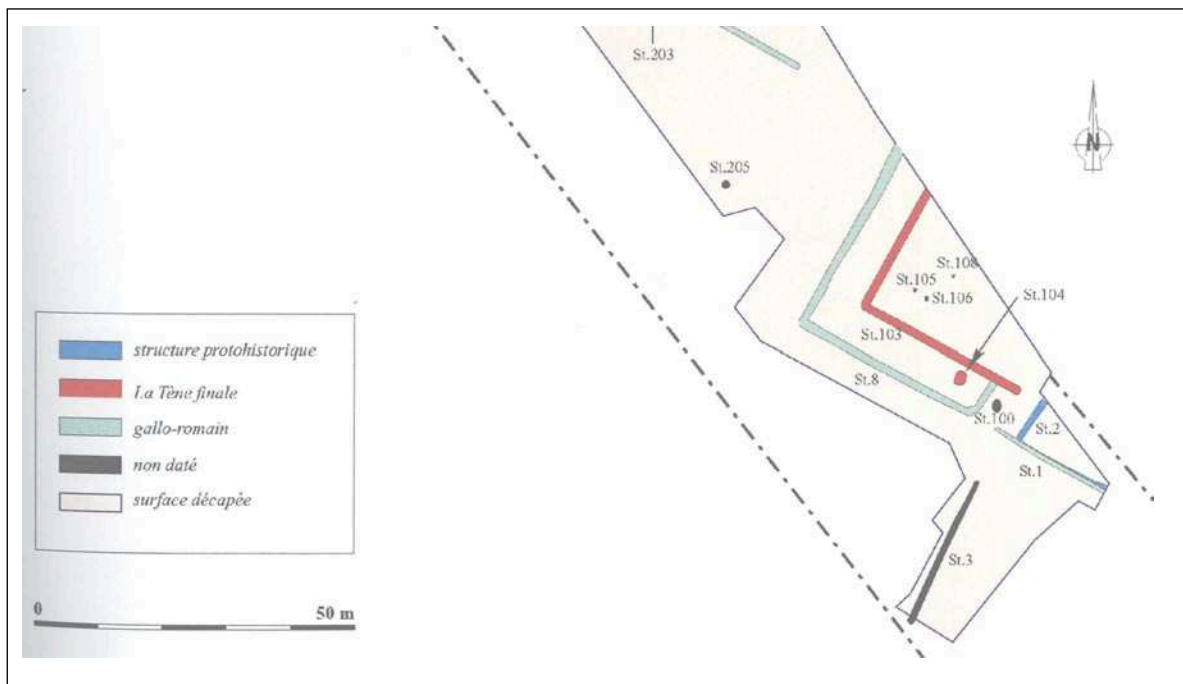 St.203
N
St.205
St.108
St.105
St.106
St.104
St.103
St.8
St.100
St.2
St.1
St.3
structure protohistorique
La Tène finale
gallo-romain
non daté
surface décapée
0 50 m